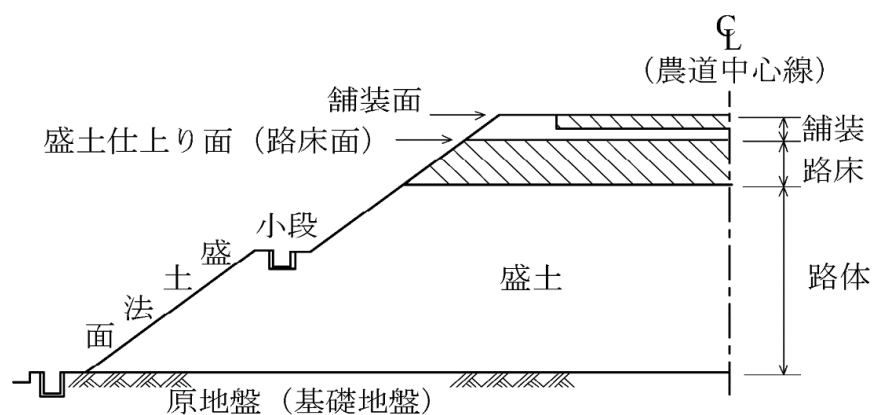 ℄
(農道中心線)
舗装面
盛土仕上り面（路床面）
舗装
路床
小段
盛土法面
盛土
路体
原地盤（基礎地盤）